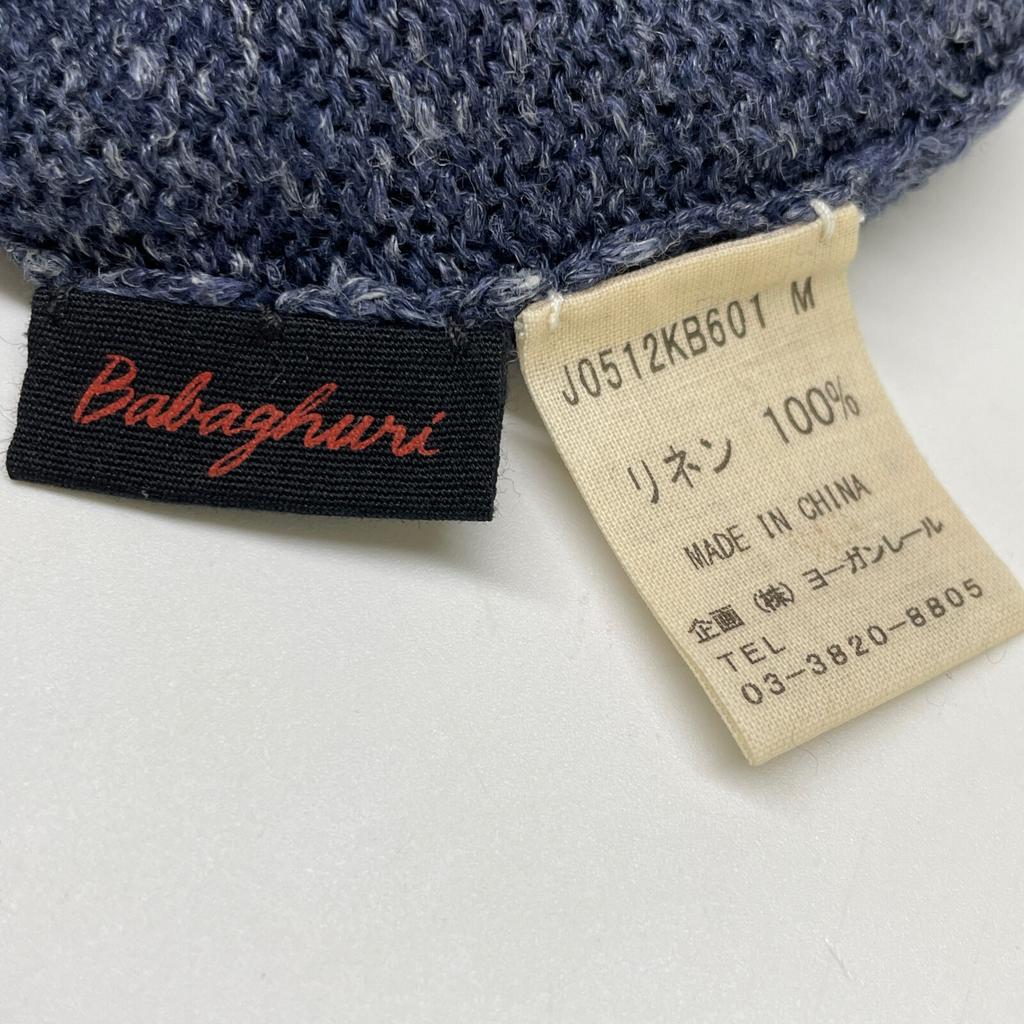 Babaghuri
J0512KB601 M
リネン 100%
MADE IN CHINA
企画 (株) ヨーガンレール
TEL
03-3820-8805